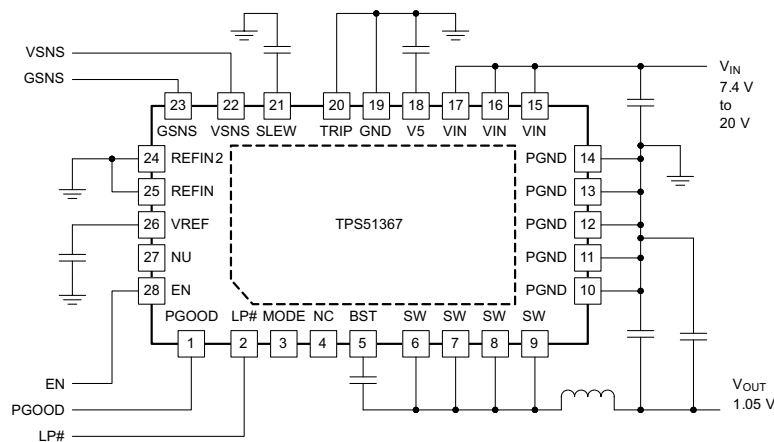 VSNS
GSNS
23 22 21 20 19 18 17 16 15
GSNS VSNS SLEW TRIP GND V5 VIN VIN VIN
VIN
7.4 V
to
20 V
24 REFIN2
25 REFIN
26 VREF
27 NU
28 EN
TPS51367
PGND 14
PGND 13
PGND 12
PGND 11
PGND 10
PGOOD LP# MODE NC BST SW SW SW SW
1 2 3 4 5 6 7 8 9
EN
PGOOD
LP#
VOUT
1.05 V